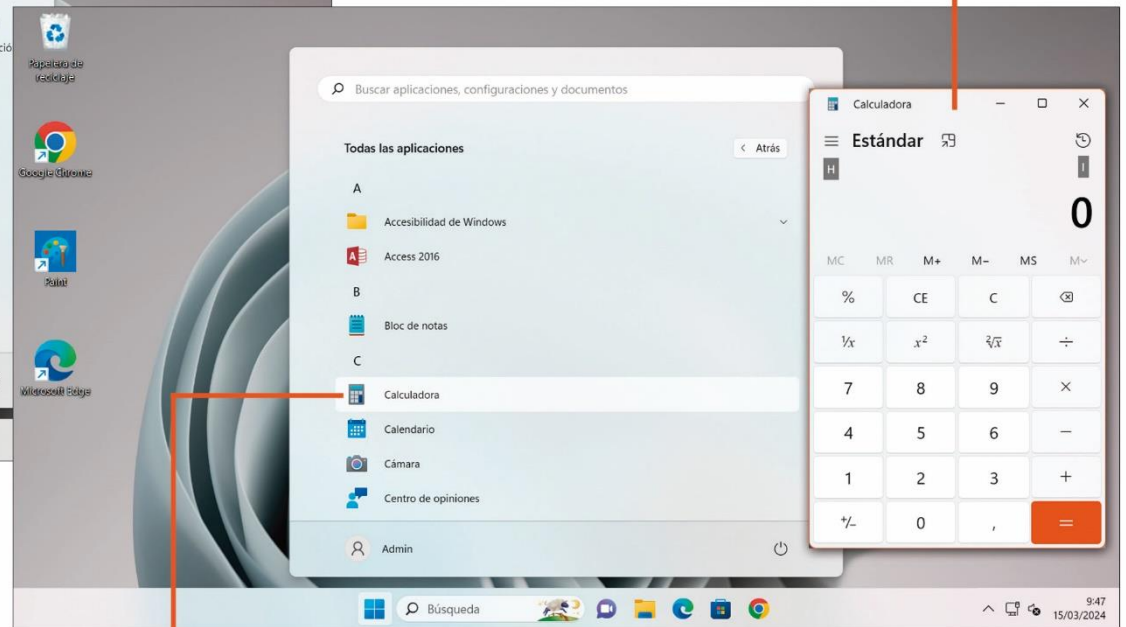 ció
Papelera de
reciclaje
Google Chrome
Paint
Microsoft Edge
Buscar aplicaciones, configuraciones y documentos
Todas las aplicaciones
< Atrás
A
Accesibilidad de Windows
Access 2016
B
Bloc de notas
C
Calculadora
Calendario
Cámara
Centro de opiniones
Admin
Calculadora
Estándar
H
I
0
MC MR M+ M− MS M
% CE C
⅟x x² ²√x ÷
7 8 9 ×
4 5 6 −
1 2 3 +
+/− 0 , =
Búsqueda
9:47
15/03/2024